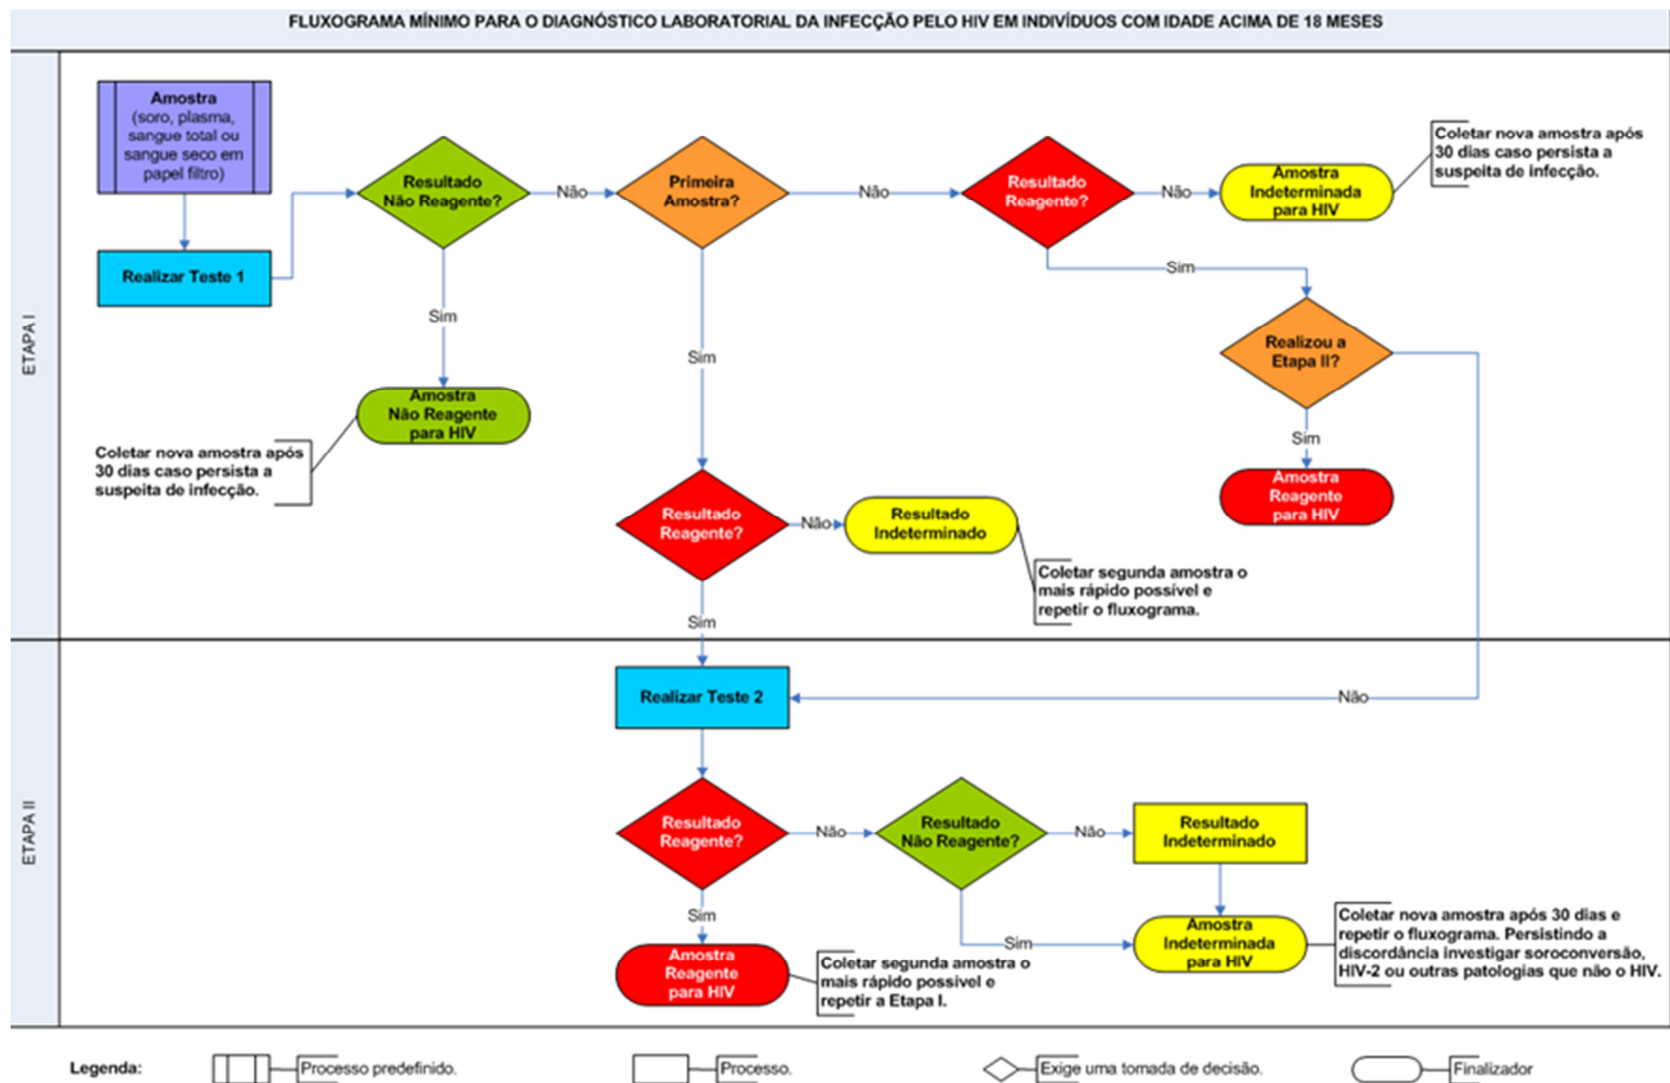 FLUXOGRAMA MÍNIMO PARA O DIAGNÓSTICO LABORATORIAL DA INFECÇÃO PELO HIV EM INDIVÍDUOS COM IDADE ACIMA DE 18 MESES
ETAPA I
Amostra
(soro, plasma,
sangue total ou
sangue seco em
papel filtro)
Realizar Teste 1
Resultado
Não Reagente?
Não
Primeira
Amostra?
Não
Resultado
Reagente?
Não
Amostra
Indeterminada
para HIV
Coletar nova amostra após
30 dias caso persista a
suspeita de infecção.
Sim
Sim
Sim
Realizou a
Etapa II?
Sim
Amostra
Reagente
para HIV
Amostra
Não Reagente
para HIV
Coletar nova amostra após
30 dias caso persista a
suspeita de infecção.
Resultado
Reagente?
Não
Resultado
Indeterminado
Coletar segunda amostra o
mais rápido possível e
repetir o fluxograma.
Sim
ETAPA II
Realizar Teste 2
Não
Resultado
Reagente?
Não
Resultado
Não Reagente?
Não
Resultado
Indeterminado
Sim
Sim
Amostra
Reagente
para HIV
Coletar segunda amostra o
mais rápido possível e
repetir a Etapa I.
Amostra
Indeterminada
para HIV
Coletar nova amostra após 30 dias e
repetir o fluxograma. Persistindo a
discordância investigar soroconversão,
HIV-2 ou outras patologias que não o HIV.
Legenda:
Processo predefinido.
Processo.
Exige uma tomada de decisão.
Finalizador